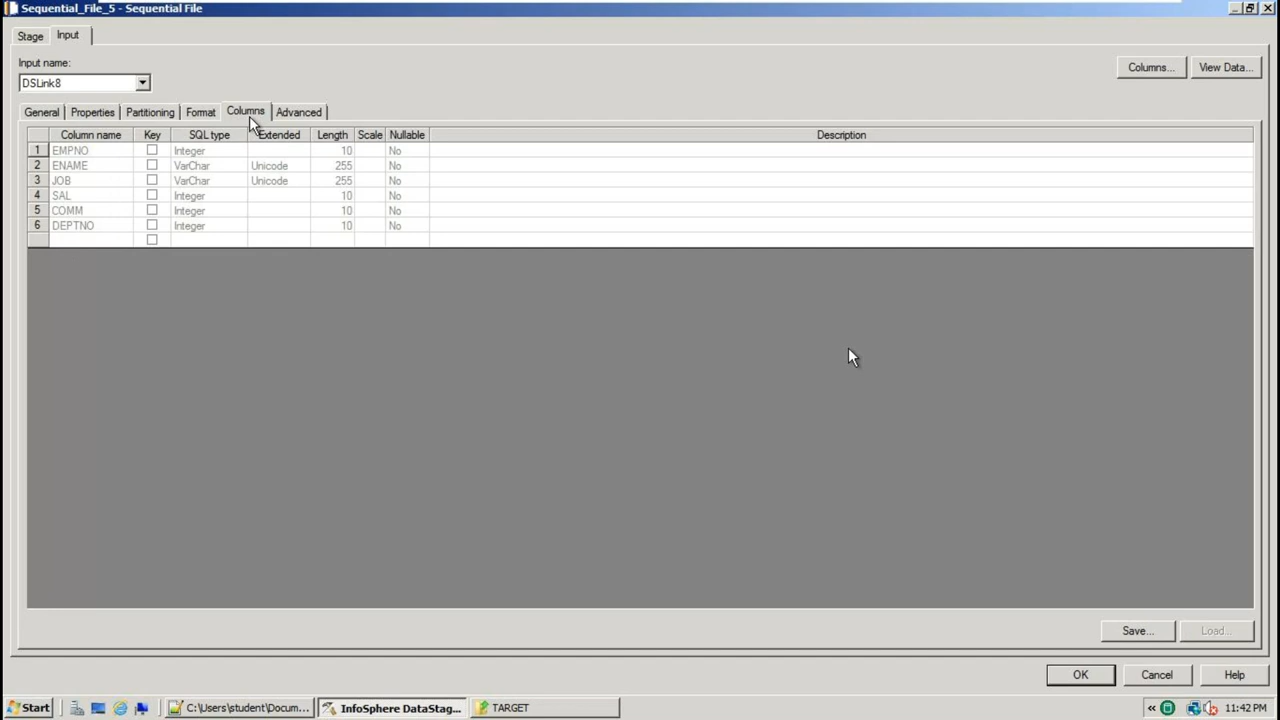 Sequential_File_5 - Sequential File
Stage Input
Input name:
DSLink8
Columns... View Data...
General Properties Partitioning Format Columns Advanced
Column name Key SQL type Extended Length Scale Nullable Description
1 EMPNO Integer 10 No
2 ENAME VarChar Unicode 255 No
3 JOB VarChar Unicode 255 No
4 SAL Integer 10 No
5 COMM Integer 10 No
6 DEPTNO Integer 10 No
Save... Load...
OK Cancel Help
Start C:\Users\student\Docum... InfoSphere DataStag... TARGET « 11:42 PM